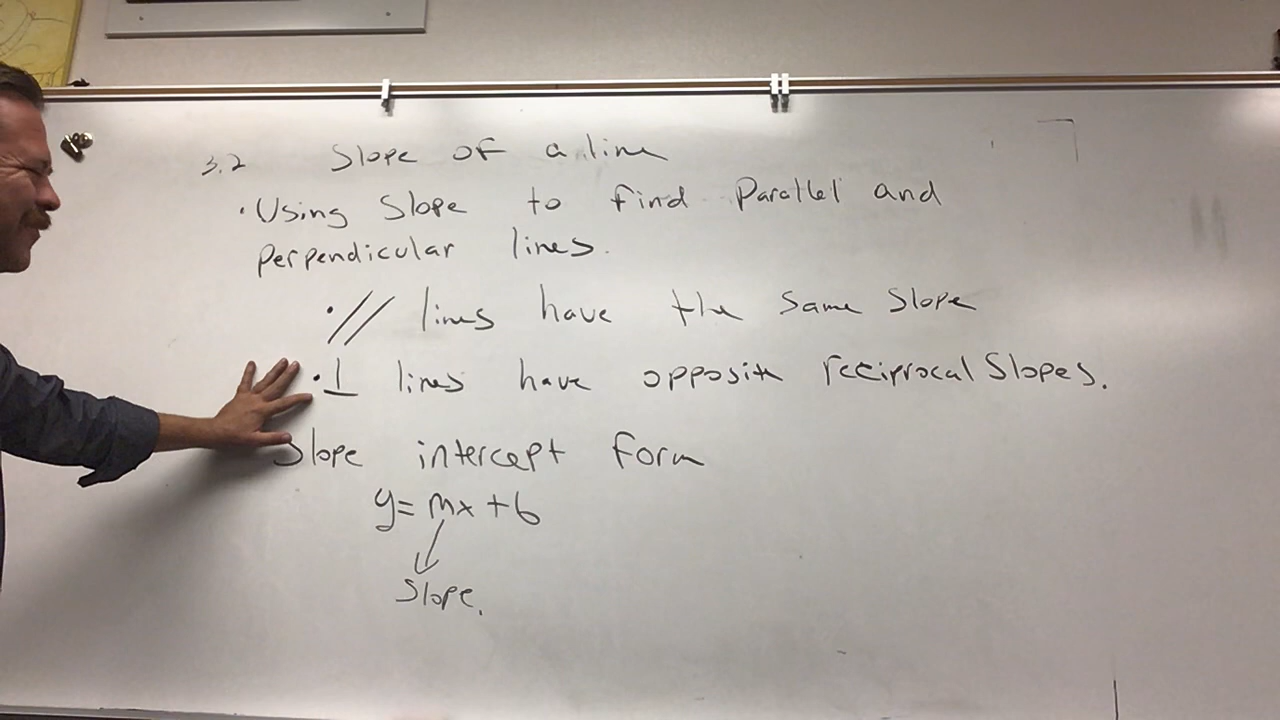 3.2 Slope of a line
• Using Slope to find Parallel and
perpendicular lines.
• // lines have the same slope
• ⊥ lines have opposite reciprocal Slopes.
Slope intercept form
y = mx + b
Slope.